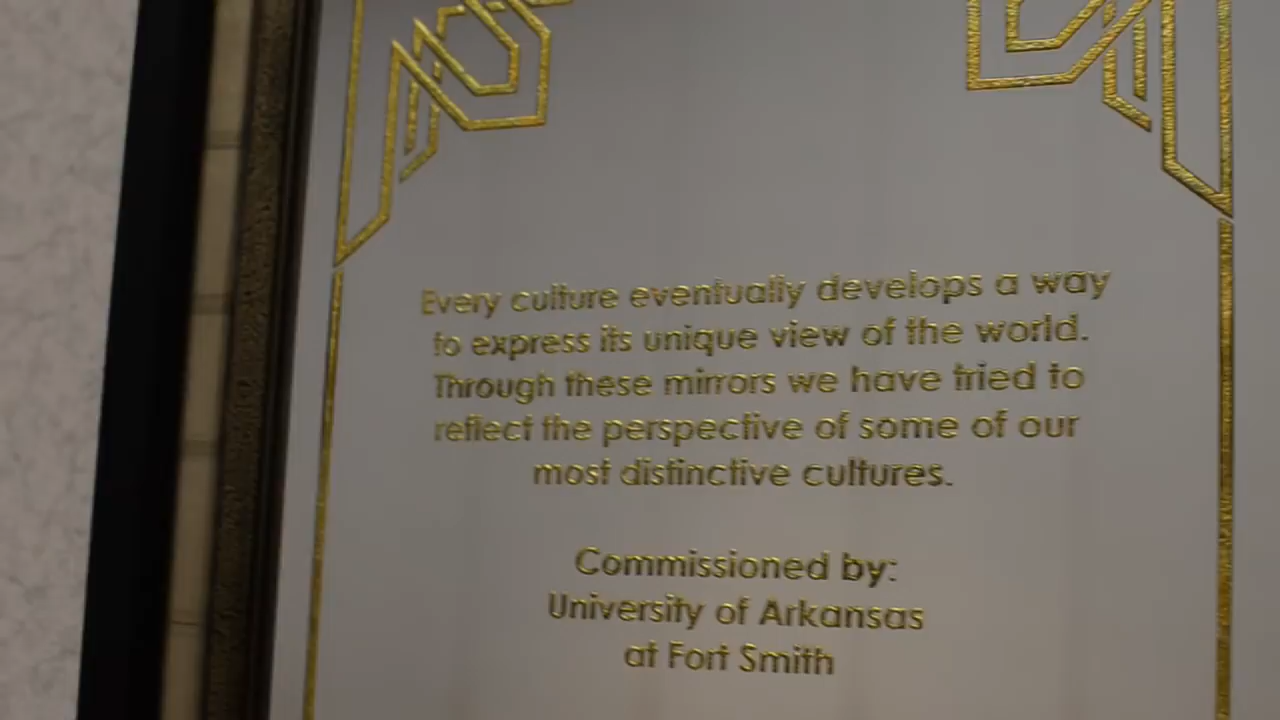 Every culture eventually develops a way
to express its unique view of the world.
Through these mirrors we have tried to
reflect the perspective of some of our
most distinctive cultures.
Commissioned by:
University of Arkansas
at Fort Smith